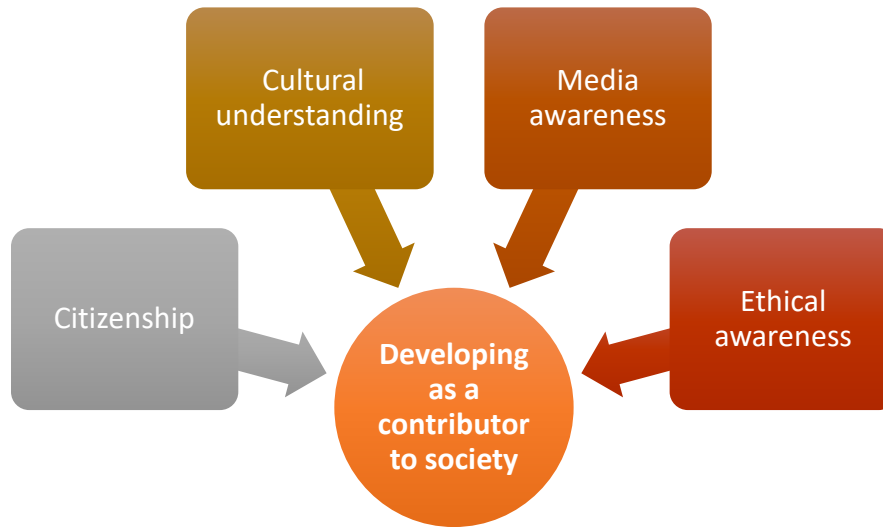 Cultural
understanding
Media
awareness
Citizenship
Ethical
awareness
Developing
as a
contributor
to society